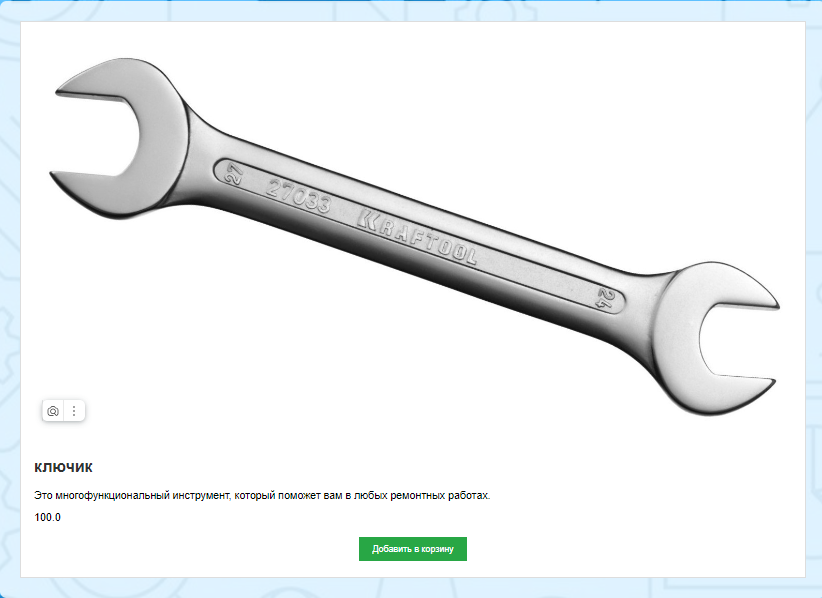 27
27033
KRAFTOOL
24
КЛЮЧИК
Это многофункциональный инструмент, который поможет вам в любых ремонтных работах.
100.0
Добавить в корзину